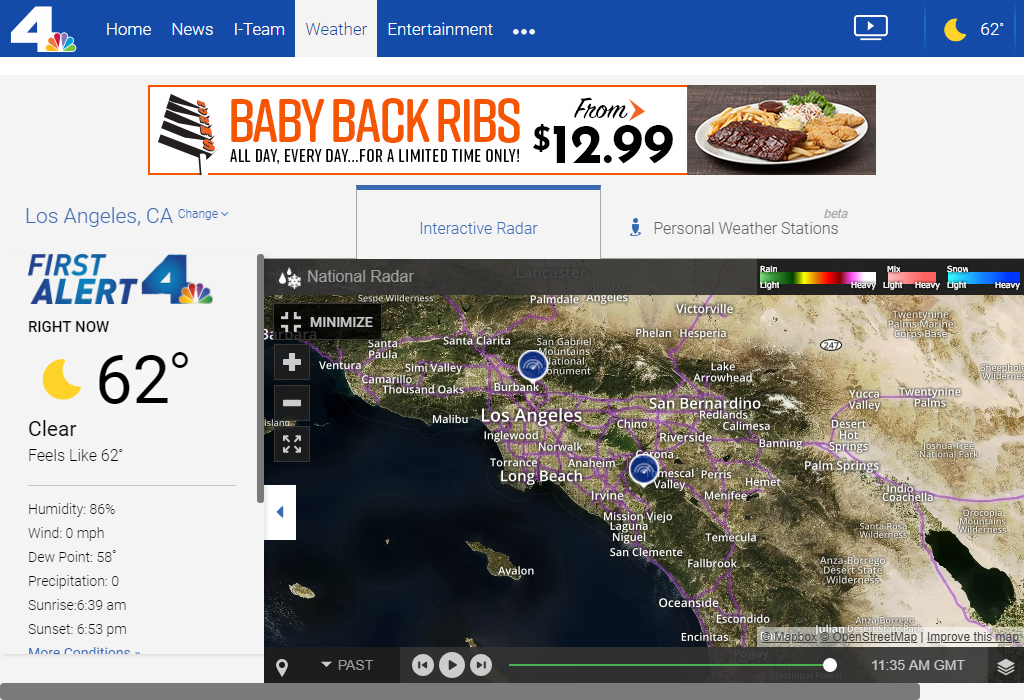 4
Home
News
I-Team
Weather
Entertainment
62°
BABY BACK RIBS
ALL DAY, EVERY DAY...FOR A LIMITED TIME ONLY!
From
$12.99
Los Angeles, CA Change
Interactive Radar
Personal Weather Stations
beta
FIRST
ALERT 4
RIGHT NOW
62°
Clear
Feels Like 62°
Humidity: 86%
Wind: 0 mph
Dew Point: 58°
Precipitation: 0
Sunrise:6:39 am
Sunset: 6:53 pm
More Conditions »
National Radar
Rain
Light Heavy
Mix
Light Heavy
Snow
Light Heavy
MINIMIZE
Lancaster
Sespe Wilderness
Palmdale
Angeles
Victorville
Twentynine
Palms Marine
Corps Base
Barbara
Santa
Paula
Santa Clarita
San Gabriel
Mountains
National
Phelan
Hesperia
247
Ventura
Simi Valley
Camarillo
Thousand Oaks
Burbank
Lake
Arrowhead
Yucca
Valley
Twentynine
Palms
Malibu
Los Angeles
San Bernardino
Redlands
Chino
Calimesa
Desert
Hot
Springs
Island
Inglewood
Norwalk
Riverside
Banning
Joshua Tree
National Park
Torrance
Anaheim
Corona
Palm Springs
Long Beach
Valley
Perris
Hemet
Indio
Coachella
Irvine
Menifee
Mission Viejo
Laguna
Niguel
Orocopia
Mountains
Wilderness
Santa Rosa
Wilderness
Temecula
San Clemente
Fallbrook
Avalon
Anza-Borrego
Desert State
Wilderness
Oceanside
Escondido
Encinitas
Julian
Anza-Borrego
Desert State Park
Poway
© Mapbox © OpenStreetMap | Improve this map
PAST
11:35 AM GMT